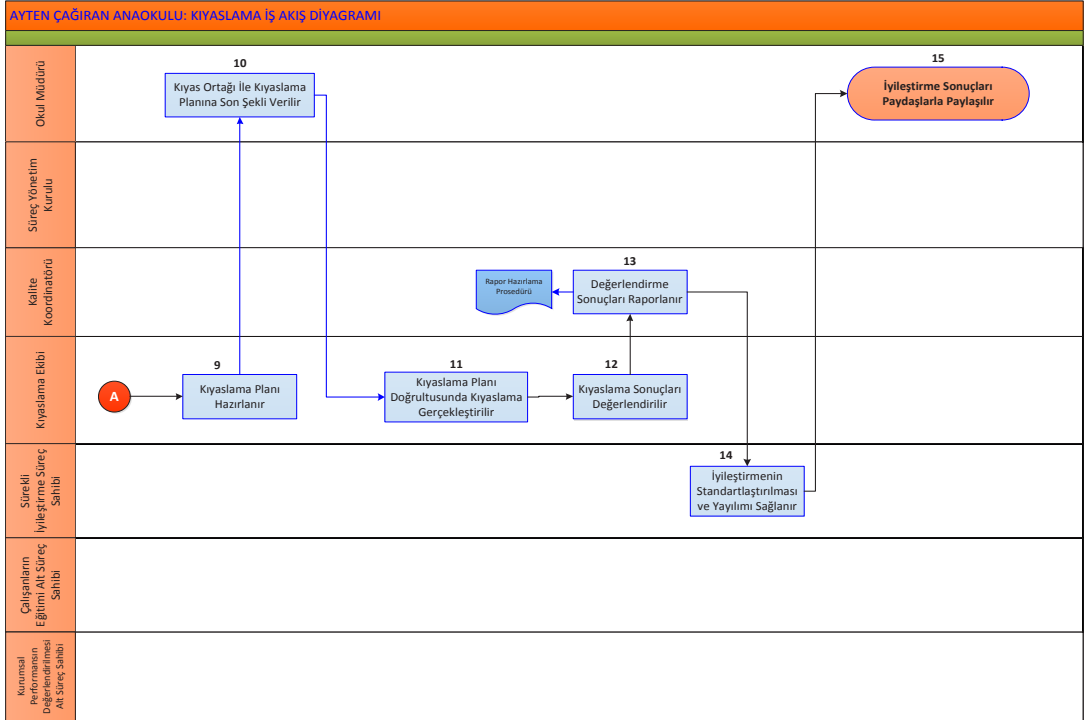 AYTEN ÇAĞIRAN ANAOKULU: KIYASLAMA İŞ AKIŞ DİYAGRAMI
Okul Müdürü
10
Kıyas Ortağı İle Kıyaslama
Planına Son Şekli Verilir
15
İyileştirme Sonuçları
Paydaşlarla Paylaşılır
Süreç Yönetim
Kurulu
Kalite
Koordinatörü
Rapor Hazırlama
Prosedürü
13
Değerlendirme
Sonuçları Raporlanır
Kıyaslama Ekibi
A
9
Kıyaslama Planı
Hazırlanır
11
Kıyaslama Planı
Doğrultusunda Kıyaslama
Gerçekleştirilir
12
Kıyaslama Sonuçları
Değerlendirilir
Sürekli
İyileştirme Süreç
Sahibi
14
İyileştirmenin
Standartlaştırılması
ve Yayılımı Sağlanır
Çalışanların
Eğitimi Alt Süreç
Sahibi
Kurumsal
Performansın
Değerlendirilmesi
Alt Süreç Sahibi